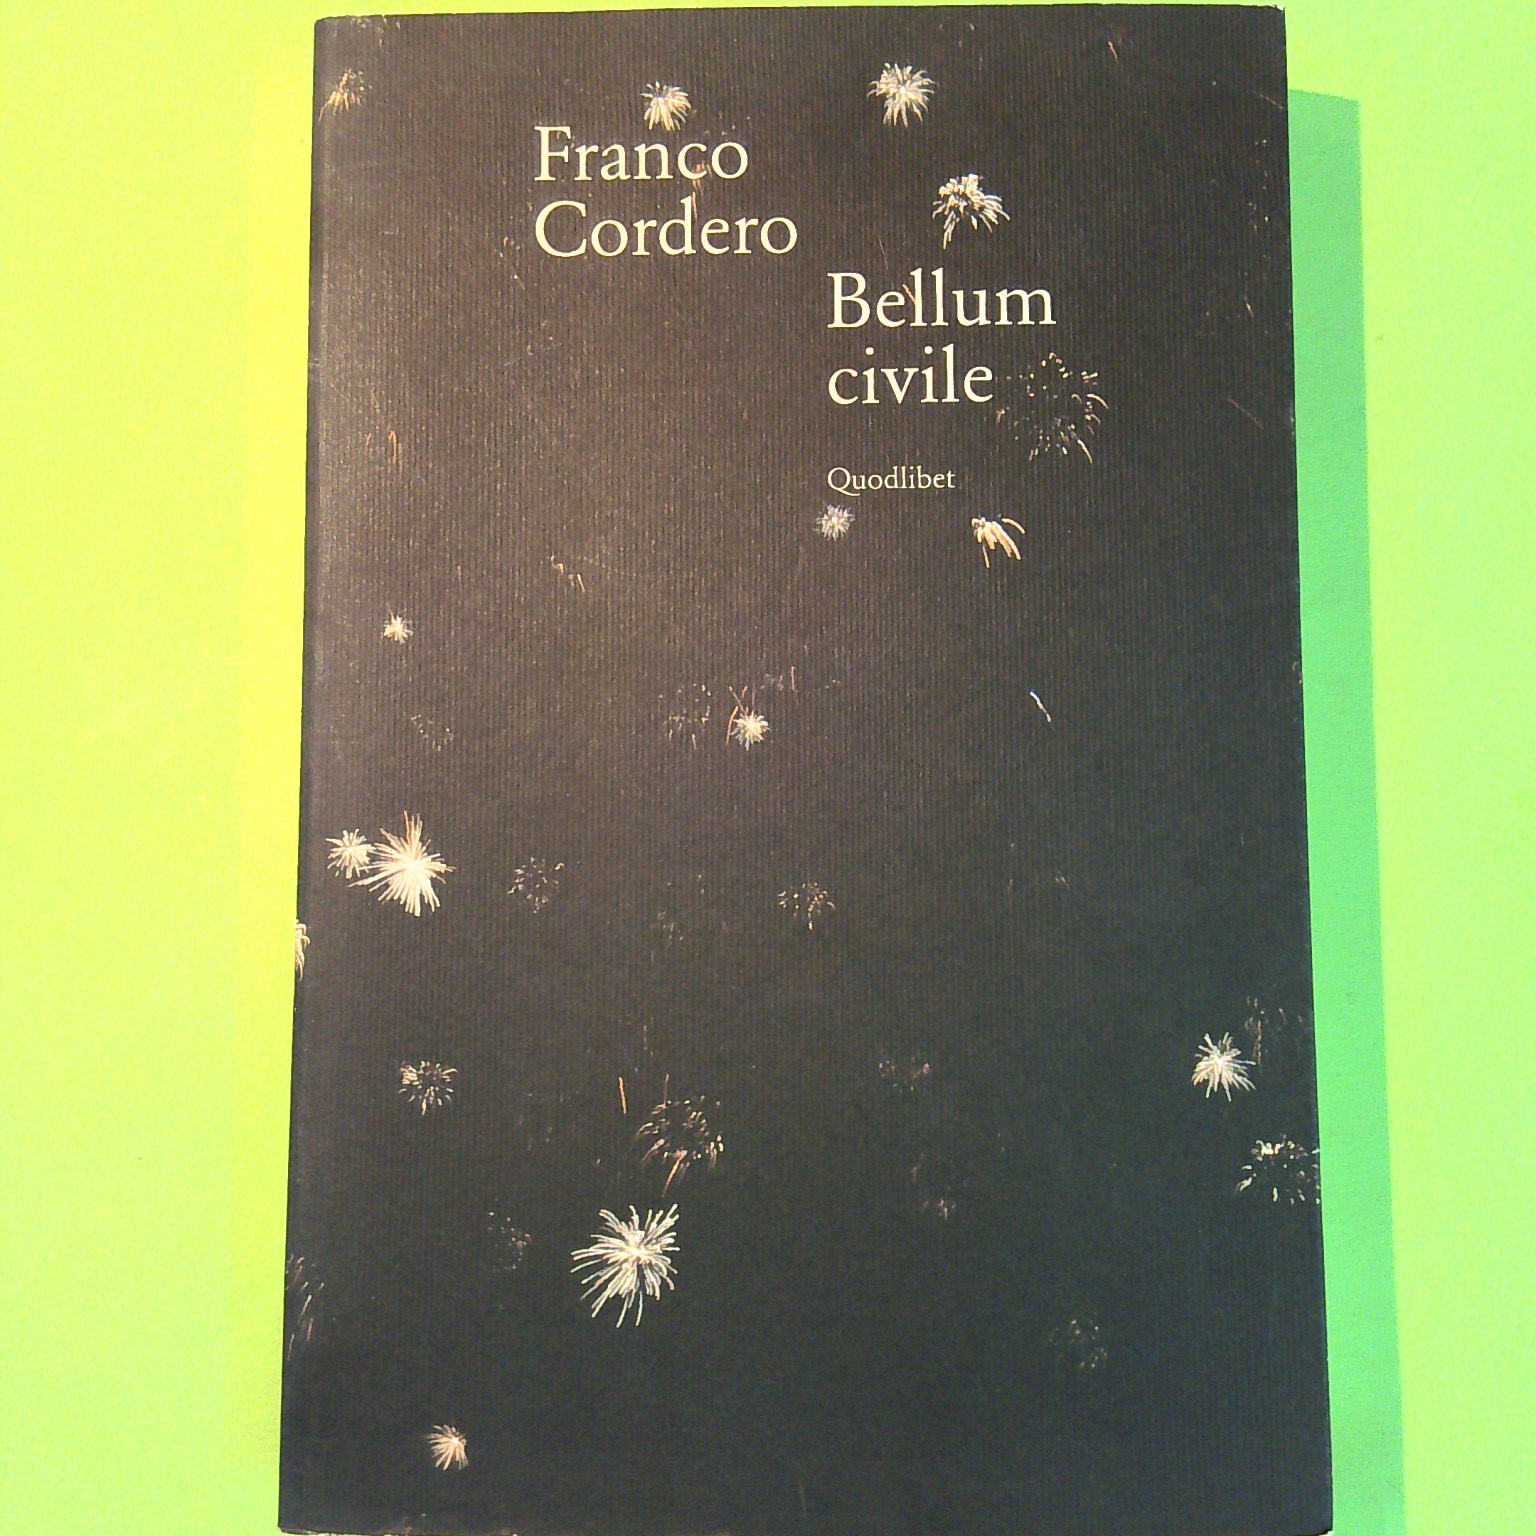 Franco
Cordero
Bellum
civile
Quodlibet